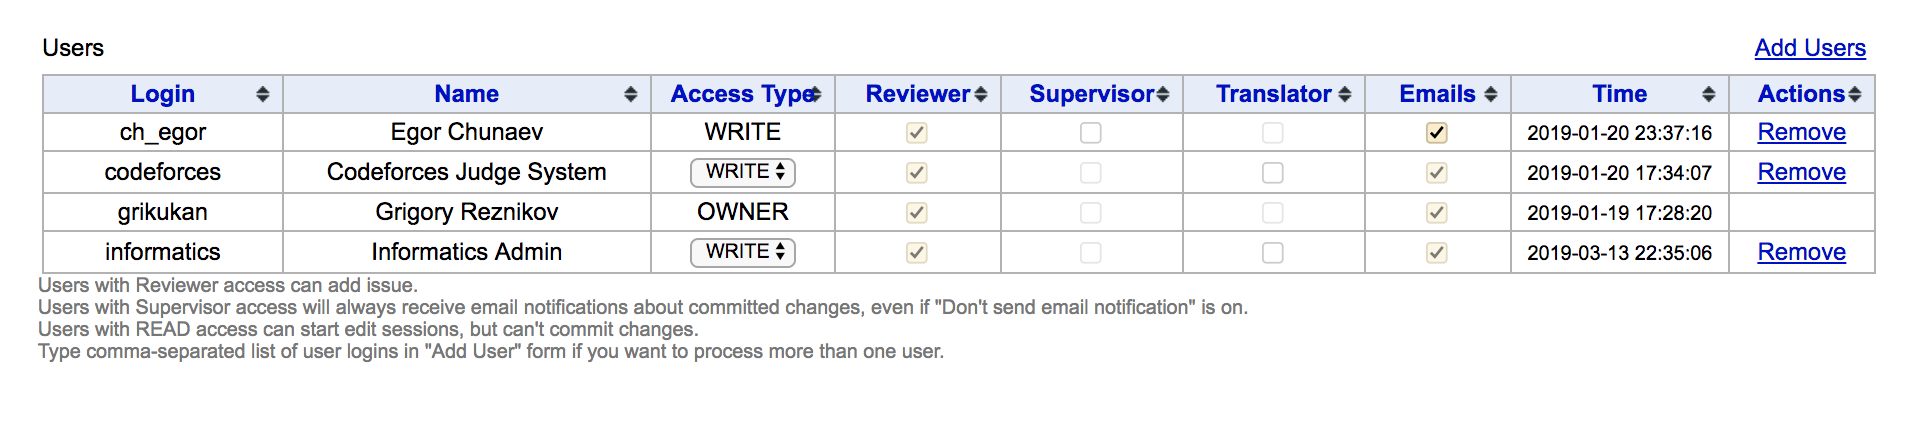 Users Add Users
Login Name Access Type Reviewer Supervisor Translator Emails Time Actions
ch_egor Egor Chunaev WRITE 2019-01-20 23:37:16 Remove
codeforces Codeforces Judge System WRITE 2019-01-20 17:34:07 Remove
grikukan Grigory Reznikov OWNER 2019-01-19 17:28:20
informatics Informatics Admin WRITE 2019-03-13 22:35:06 Remove
Users with Reviewer access can add issue.
Users with Supervisor access will always receive email notifications about committed changes, even if "Don't send email notification" is on.
Users with READ access can start edit sessions, but can't commit changes.
Type comma-separated list of user logins in "Add User" form if you want to process more than one user.